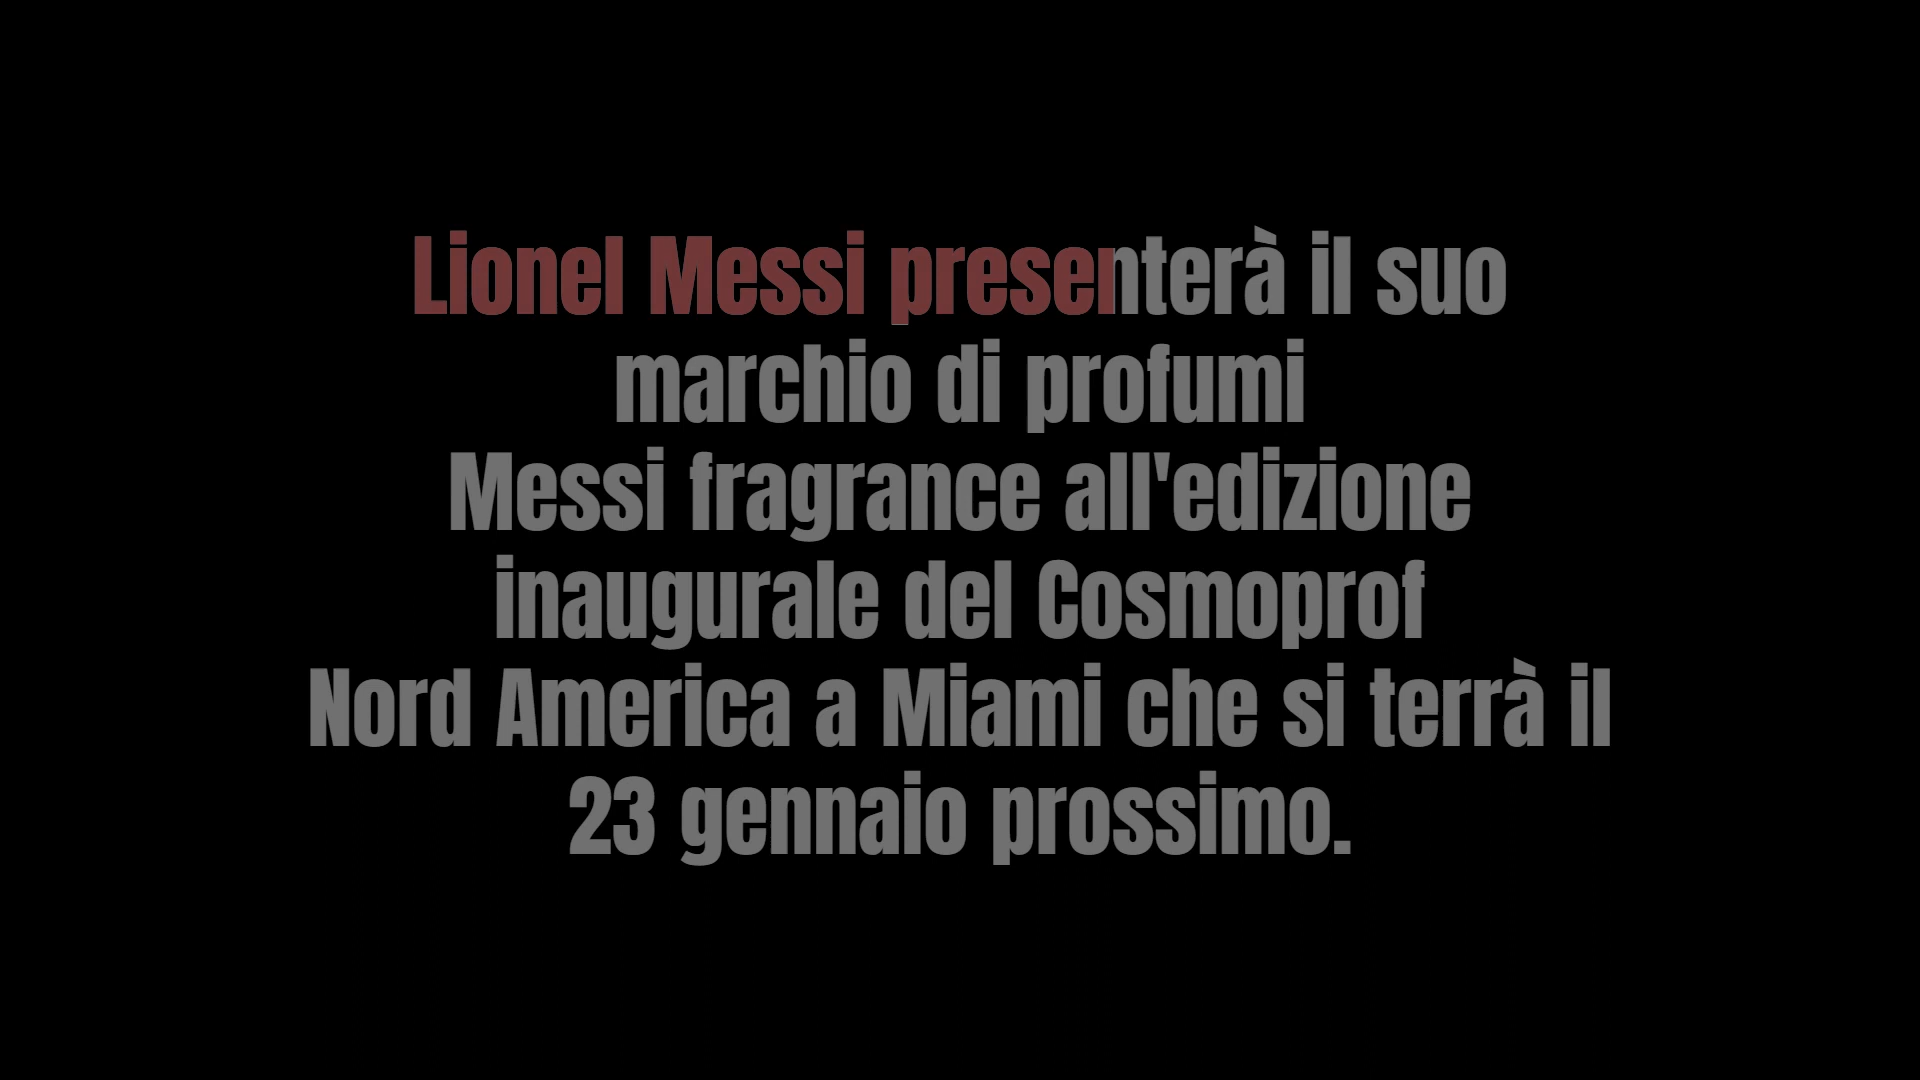 Lionel Messi presenterà il suo
marchio di profumi
Messi fragrance all'edizione
inaugurale del Cosmoprof
Nord America a Miami che si terrà il
23 gennaio prossimo.